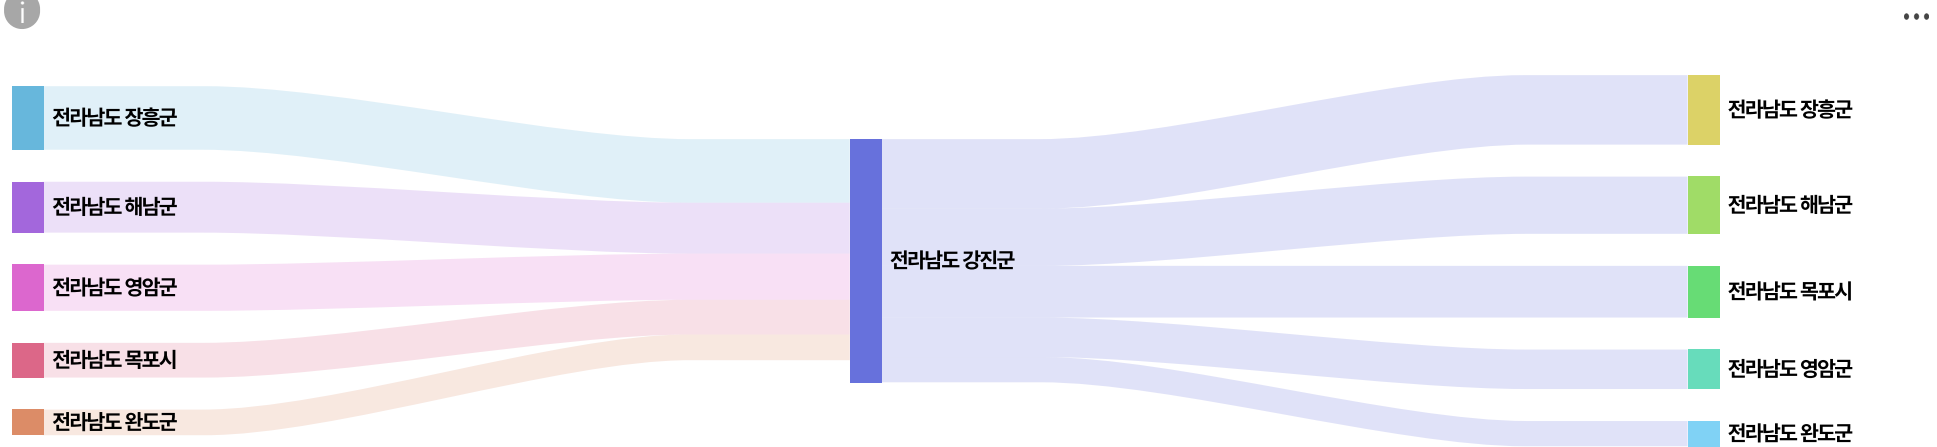 i
전라남도 장흥군
전라남도 해남군
전라남도 영암군
전라남도 목포시
전라남도 완도군
전라남도 강진군
전라남도 장흥군
전라남도 해남군
전라남도 목포시
전라남도 영암군
전라남도 완도군